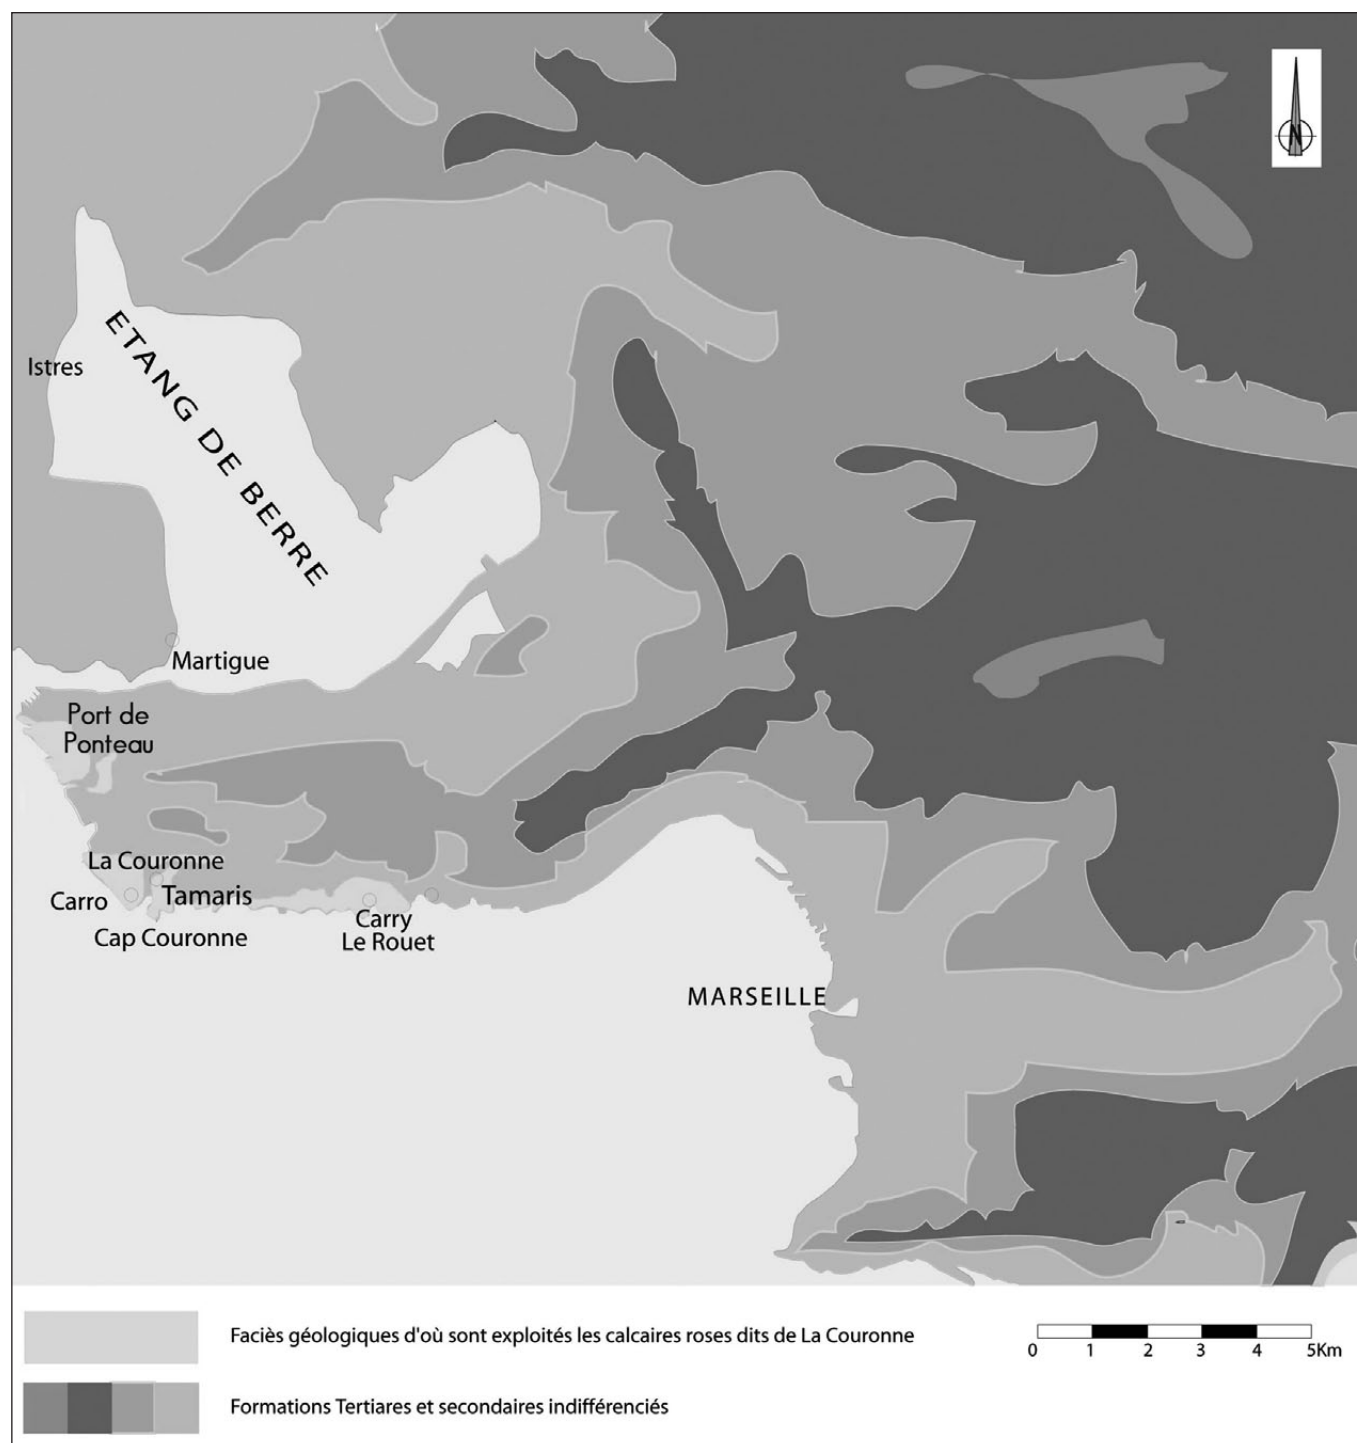 N
Istres
ETANG DE BERRE
Martigue
Port de
Ponteau
La Couronne
Carro
Tamaris
Cap Couronne
Carry
Le Rouet
MARSEILLE
Faciès géologiques d'où sont exploités les calcaires roses dits de La Couronne
0 1 2 3 4 5Km
Formations Tertiares et secondaires indifférenciés